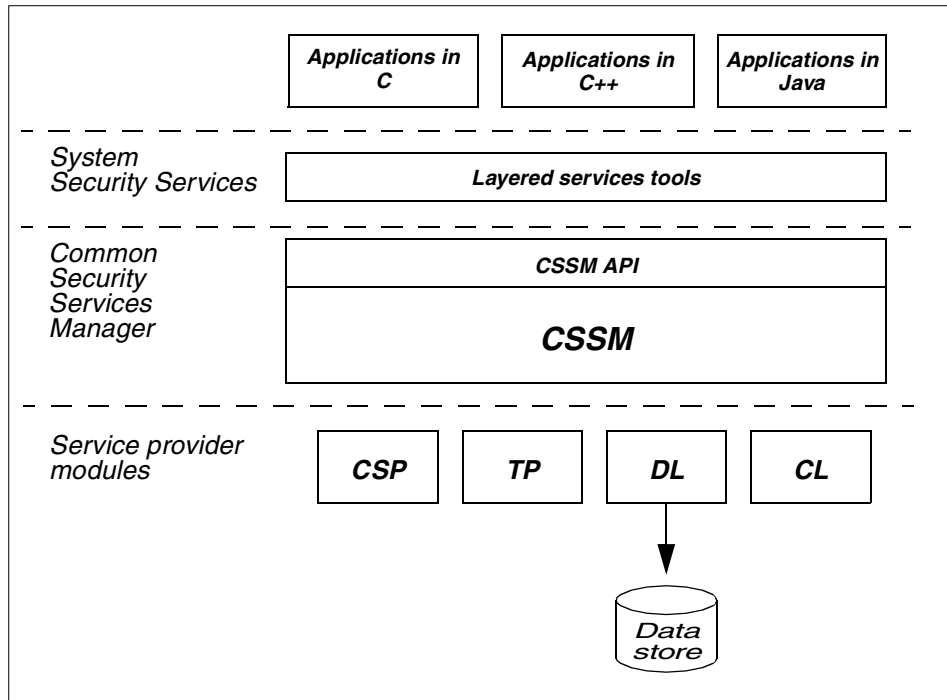 Applications in
C
Applications in
C++
Applications in
Java
System
Security Services
Layered services tools
Common
Security
Services
Manager
CSSM API
CSSM
Service provider
modules
CSP
TP
DL
CL
Data
store